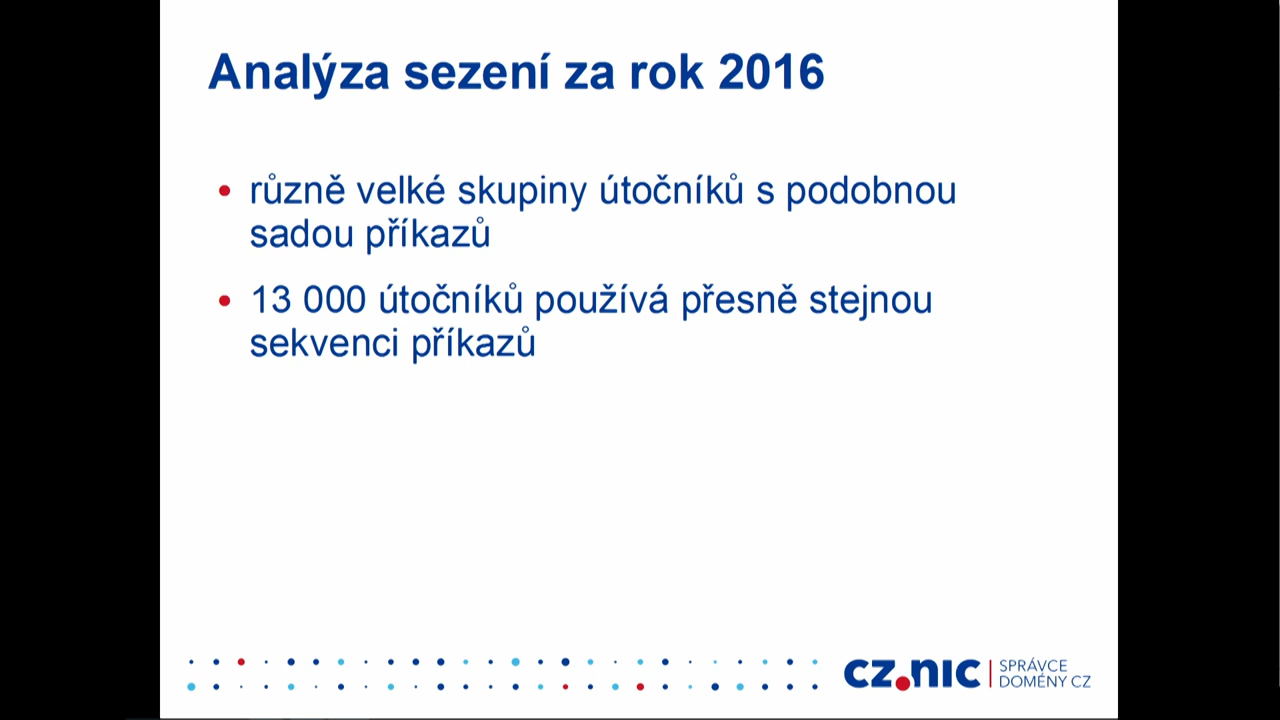 Analýza sezení za rok 2016
• různě velké skupiny útočníků s podobnou
sadou příkazů
• 13 000 útočníků používá přesně stejnou
sekvenci příkazů
CZ.NIC | SPRÁVCE
DOMÉNY CZ